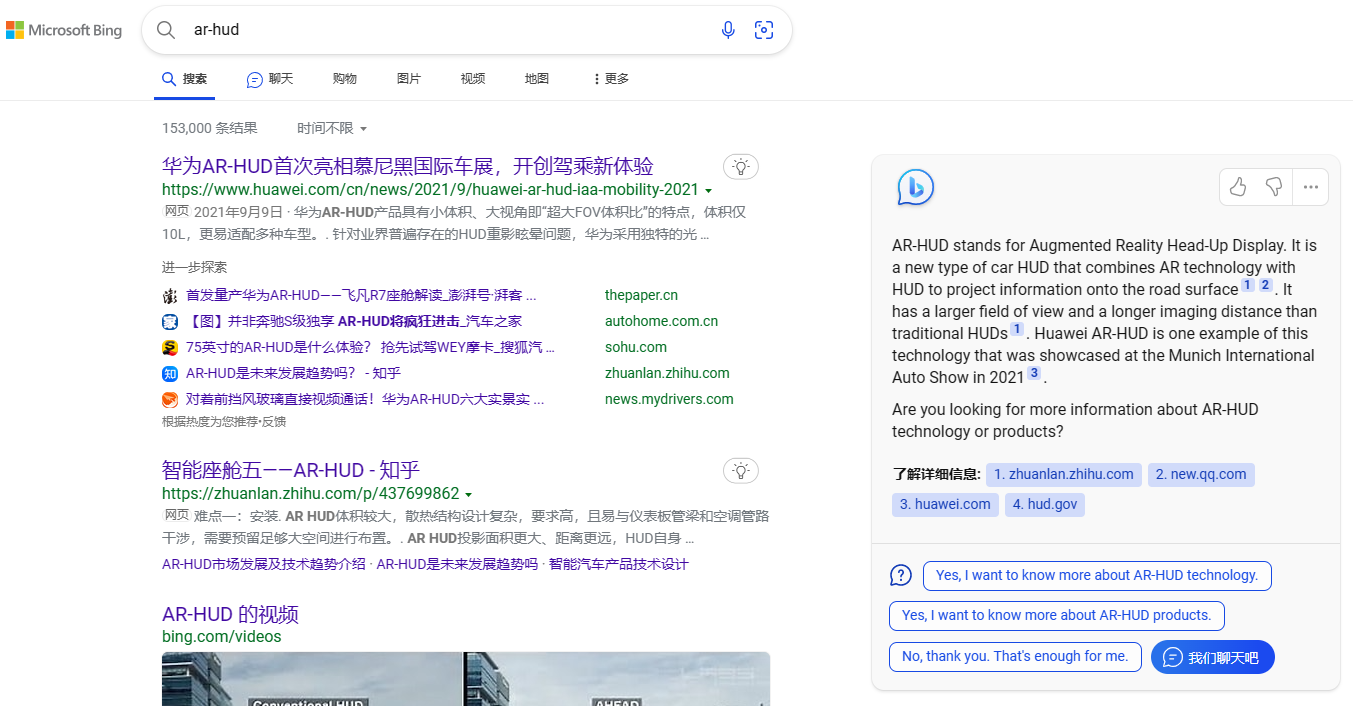 Microsoft Bing
ar-hud
搜索 聊天 购物 图片 视频 地图 更多
153,000 条结果 时间不限
华为AR-HUD首次亮相慕尼黑国际车展，开创驾乘新体验
https://www.huawei.com/cn/news/2021/9/huawei-ar-hud-iaa-mobility-2021
网页 2021年9月9日 · 华为AR-HUD产品具有小体积、大视角即“超大FOV体积比”的特点，体积仅
10L，更易适配多种车型。. 针对业界普遍存在的HUD重影眩晕问题，华为采用独特的光 ...
进一步探索
首发量产华为AR-HUD——飞凡R7座舱解读_澎湃号·湃客 ... thepaper.cn
【图】并非奔驰S级独享 AR-HUD将疯狂进击_汽车之家 autohome.com.cn
75英寸的AR-HUD是什么体验？ 抢先试驾WEY摩卡_搜狐汽 ... sohu.com
知 AR-HUD是未来发展趋势吗？ - 知乎 zhuanlan.zhihu.com
对着前挡风玻璃直接视频通话！华为AR-HUD六大实景实 ... news.mydrivers.com
根据热度为您推荐•反馈
智能座舱五——AR-HUD - 知乎
https://zhuanlan.zhihu.com/p/437699862
网页 难点一：安装. AR HUD体积较大，散热结构设计复杂，要求高，且易与仪表板管梁和空调管路
干涉，需要预留足够大空间进行布置。. AR HUD投影面积更大、距离更远，HUD自身 ...
AR-HUD市场发展及技术趋势介绍 · AR-HUD是未来发展趋势吗 · 智能汽车产品技术设计
AR-HUD 的视频
bing.com/videos
Conventional HUD AHEAD
AR-HUD stands for Augmented Reality Head-Up Display. It is
a new type of car HUD that combines AR technology with
HUD to project information onto the road surface 1 2 . It
has a larger field of view and a longer imaging distance than
traditional HUDs 1 . Huawei AR-HUD is one example of this
technology that was showcased at the Munich International
Auto Show in 2021 3 .
Are you looking for more information about AR-HUD
technology or products?
了解详细信息: 1. zhuanlan.zhihu.com 2. new.qq.com
3. huawei.com 4. hud.gov
Yes, I want to know more about AR-HUD technology.
Yes, I want to know more about AR-HUD products.
No, thank you. That's enough for me. 我们聊天吧